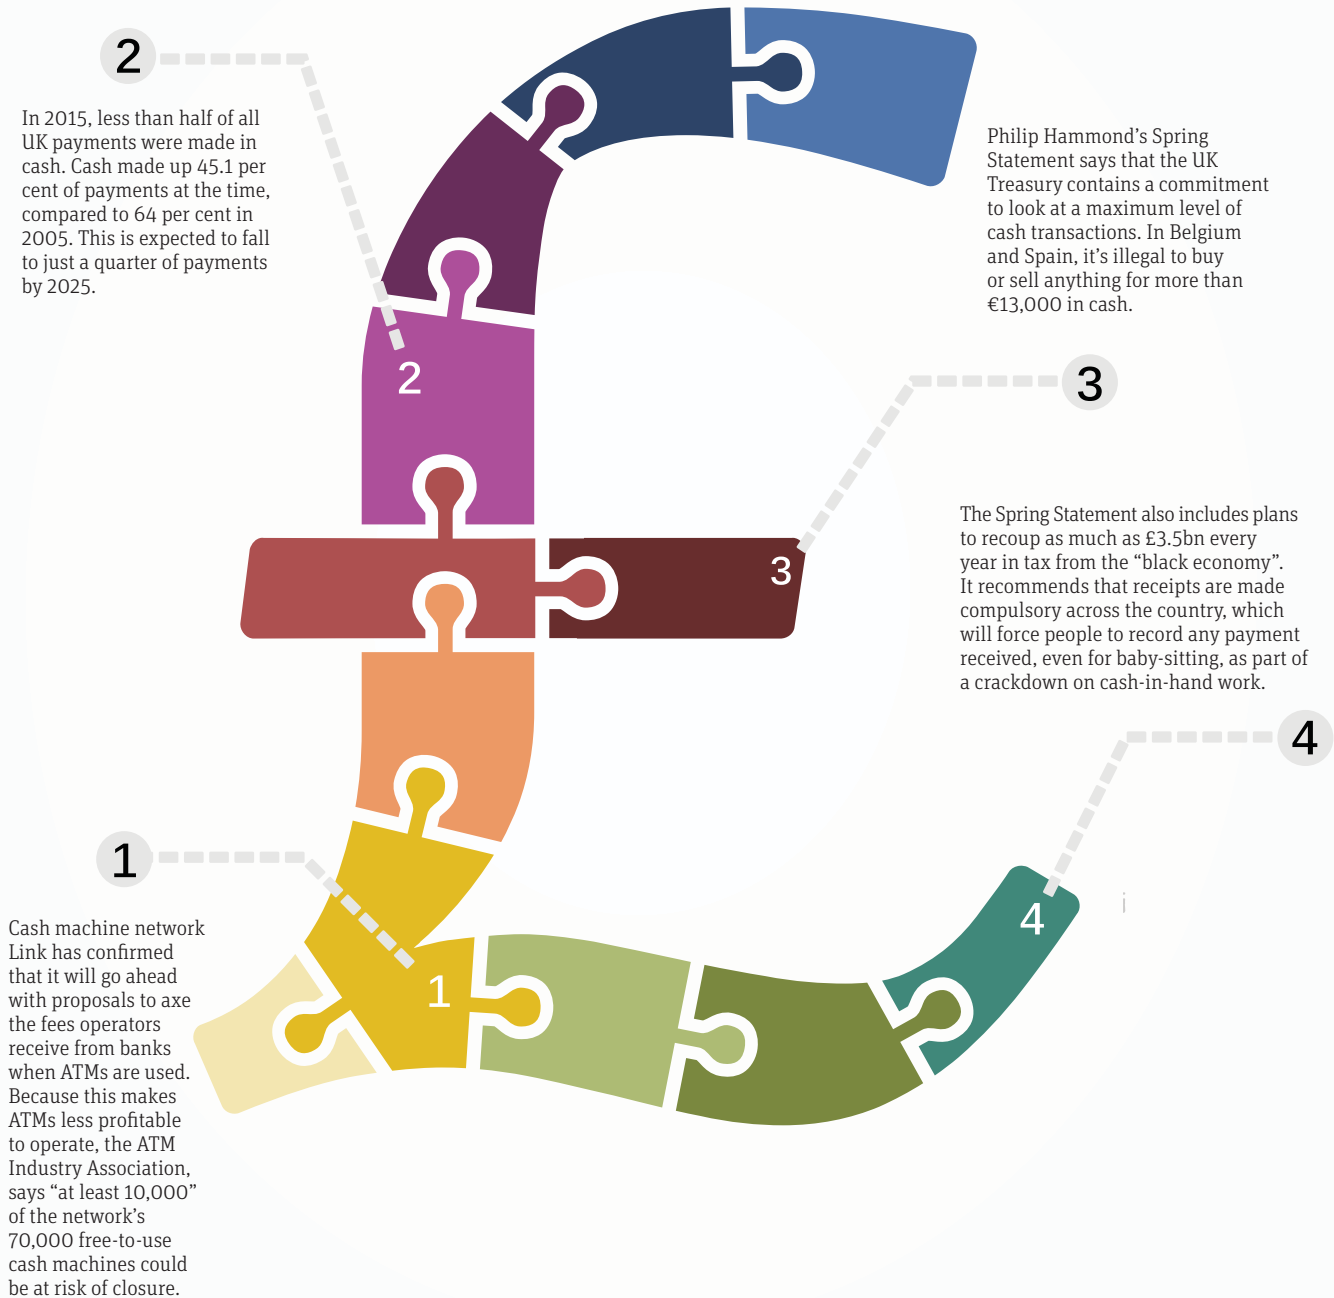 2
In 2015, less than half of all
UK payments were made in
cash. Cash made up 45.1 per
cent of payments at the time,
compared to 64 per cent in
2005. This is expected to fall
to just a quarter of payments
by 2025.
Philip Hammond’s Spring
Statement says that the UK
Treasury contains a commitment
to look at a maximum level of
cash transactions. In Belgium
and Spain, it’s illegal to buy
or sell anything for more than
€13,000 in cash.
3
2
3
The Spring Statement also includes plans
to recoup as much as £3.5bn every
year in tax from the “black economy”.
It recommends that receipts are made
compulsory across the country, which
will force people to record any payment
received, even for baby-sitting, as part of
a crackdown on cash-in-hand work.
4
4
i
1
1
Cash machine network
Link has confirmed
that it will go ahead
with proposals to axe
the fees operators
receive from banks
when ATMs are used.
Because this makes
ATMs less profitable
to operate, the ATM
Industry Association,
says “at least 10,000”
of the network’s
70,000 free-to-use
cash machines could
be at risk of closure.